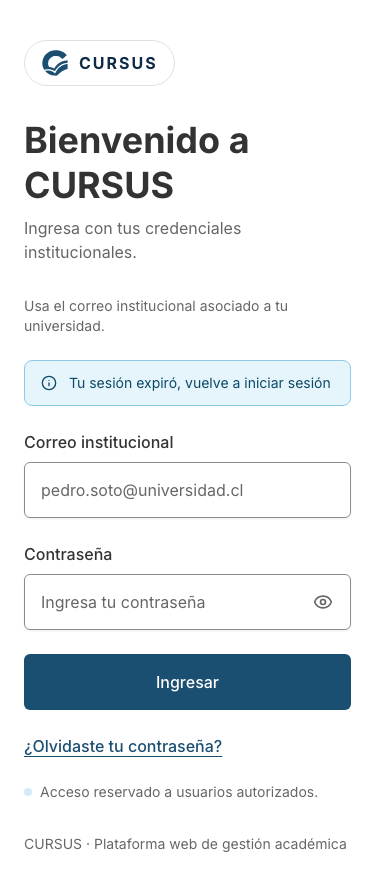 CURSUS
Bienvenido a
CURSUS
Ingresa con tus credenciales
institucionales.
Usa el correo institucional asociado a tu
universidad.
Tu sesión expiró, vuelve a iniciar sesión
Correo institucional
pedro.soto@universidad.cl
Contraseña
Ingresa tu contraseña
Ingresar
¿Olvidaste tu contraseña?
Acceso reservado a usuarios autorizados.
CURSUS · Plataforma web de gestión académica